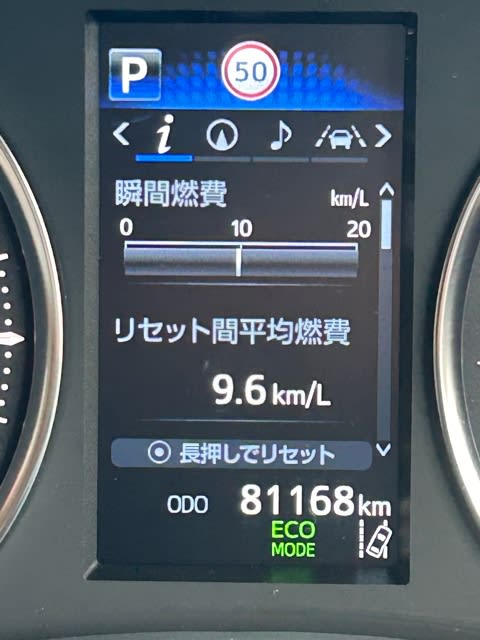 P 50
i
瞬間燃費 km/L
0 10 20
リセット間平均燃費
9.6 km/L
長押しでリセット
ODO 81168 km
ECO
MODE